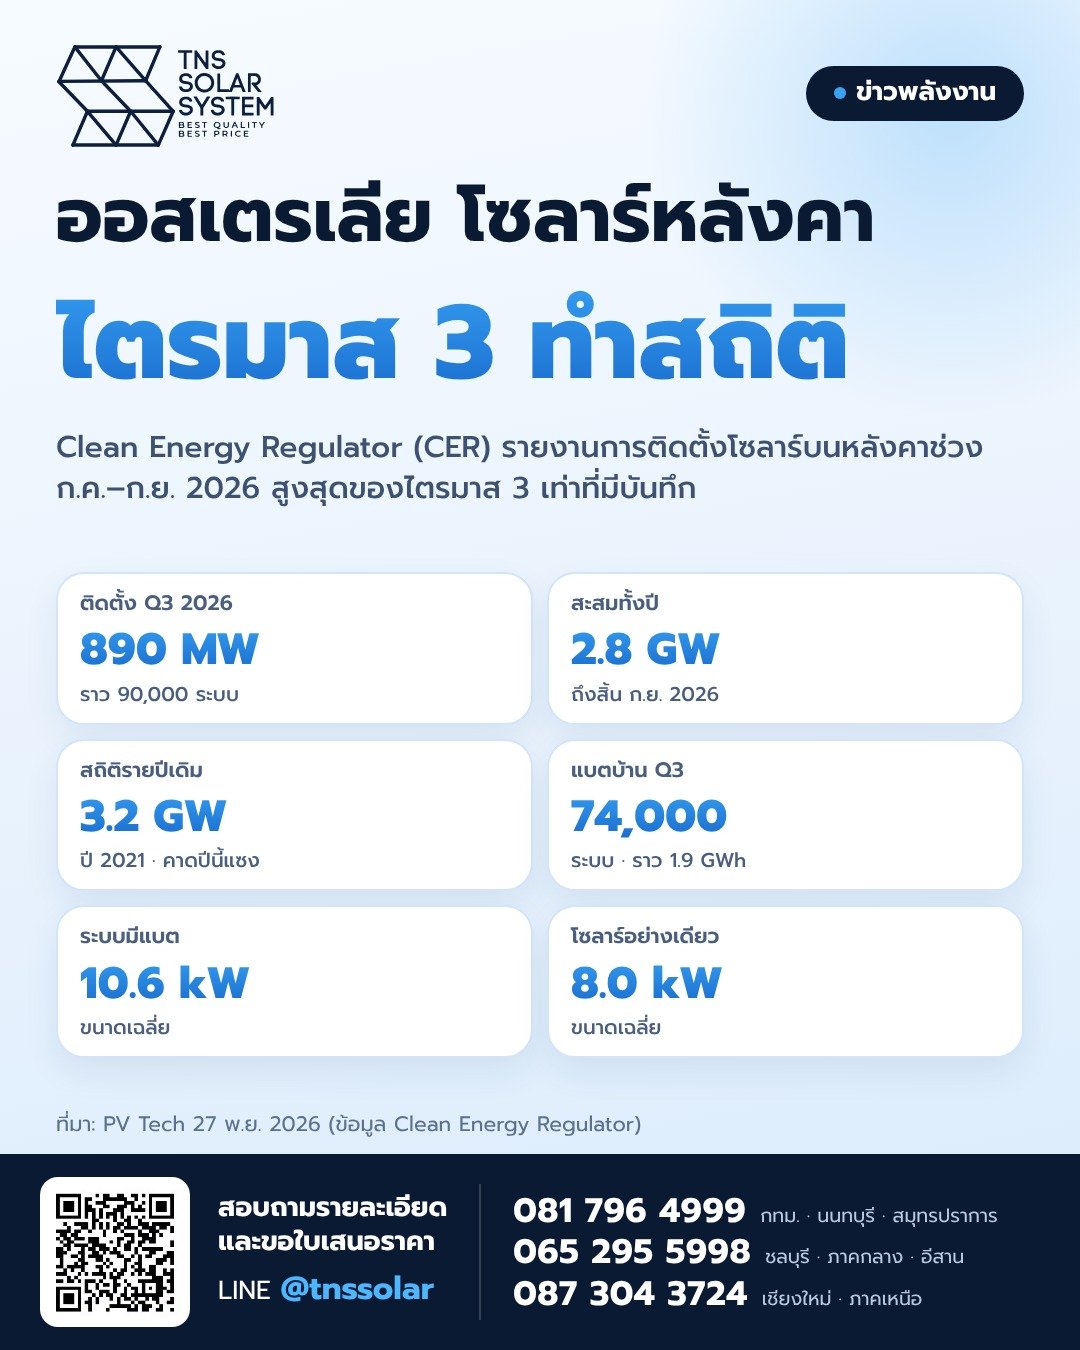 TNS
SOLAR
SYSTEM
BEST QUALITY
BEST PRICE
ข่าวพลังงาน
ออสเตรเลีย โซลาร์หลังคา
ไตรมาส 3 ทำสถิติ
Clean Energy Regulator (CER) รายงานการติดตั้งโซลาร์บนหลังคาช่วง
ก.ค.–ก.ย. 2026 สูงสุดของไตรมาส 3 เท่าที่มีบันทึก
ติดตั้ง Q3 2026
890 MW
ราว 90,000 ระบบ
สะสมทั้งปี
2.8 GW
ถึงสิ้น ก.ย. 2026
สถิติรายปีเดิม
3.2 GW
ปี 2021 · คาดปีนี้แซง
แบตบ้าน Q3
74,000
ระบบ · ราว 1.9 GWh
ระบบมีแบต
10.6 kW
ขนาดเฉลี่ย
โซลาร์อย่างเดียว
8.0 kW
ขนาดเฉลี่ย
ที่มา: PV Tech 27 พ.ย. 2026 (ข้อมูล Clean Energy Regulator)
สอบถามรายละเอียด
และขอใบเสนอราคา
LINE @tnssolar
081 796 4999 กทม. · นนทบุรี · สมุทรปราการ
065 295 5998 ชลบุรี · ภาคกลาง · อีสาน
087 304 3724 เชียงใหม่ · ภาคเหนือ